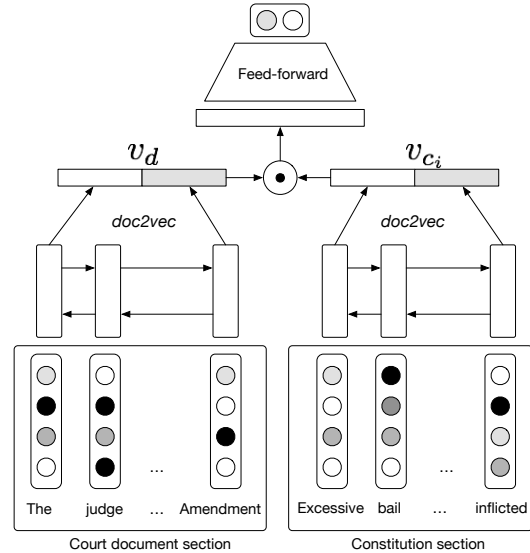 Feed-forward
v_d
v_{c_i}
doc2vec
doc2vec
The judge ... Amendment
Excessive bail ... inflicted
...
...
Court document section
Constitution section